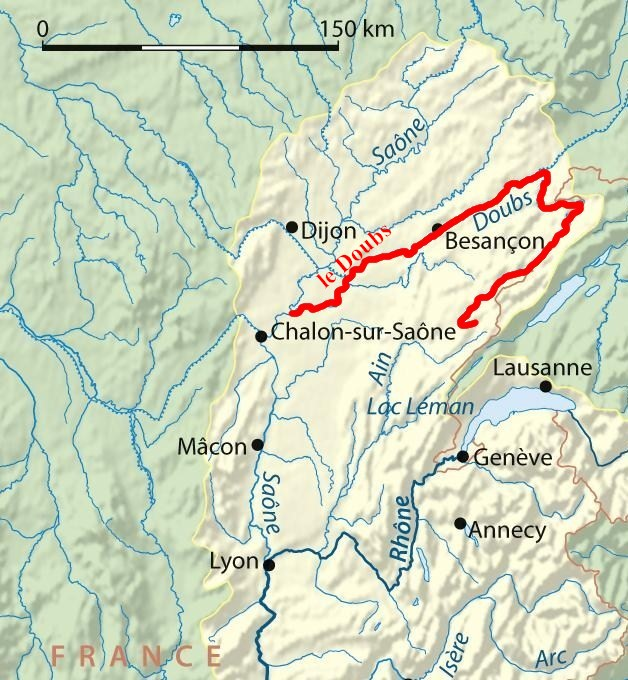 0 150 km
Saône
Doubs
Dijon
Besançon
le Doubs
Chalon-sur-Saône
Ain
Lausanne
Lac Léman
Mâcon
Genève
Saône
Rhône
Annecy
Lyon
FRANCE
Isère
Arc